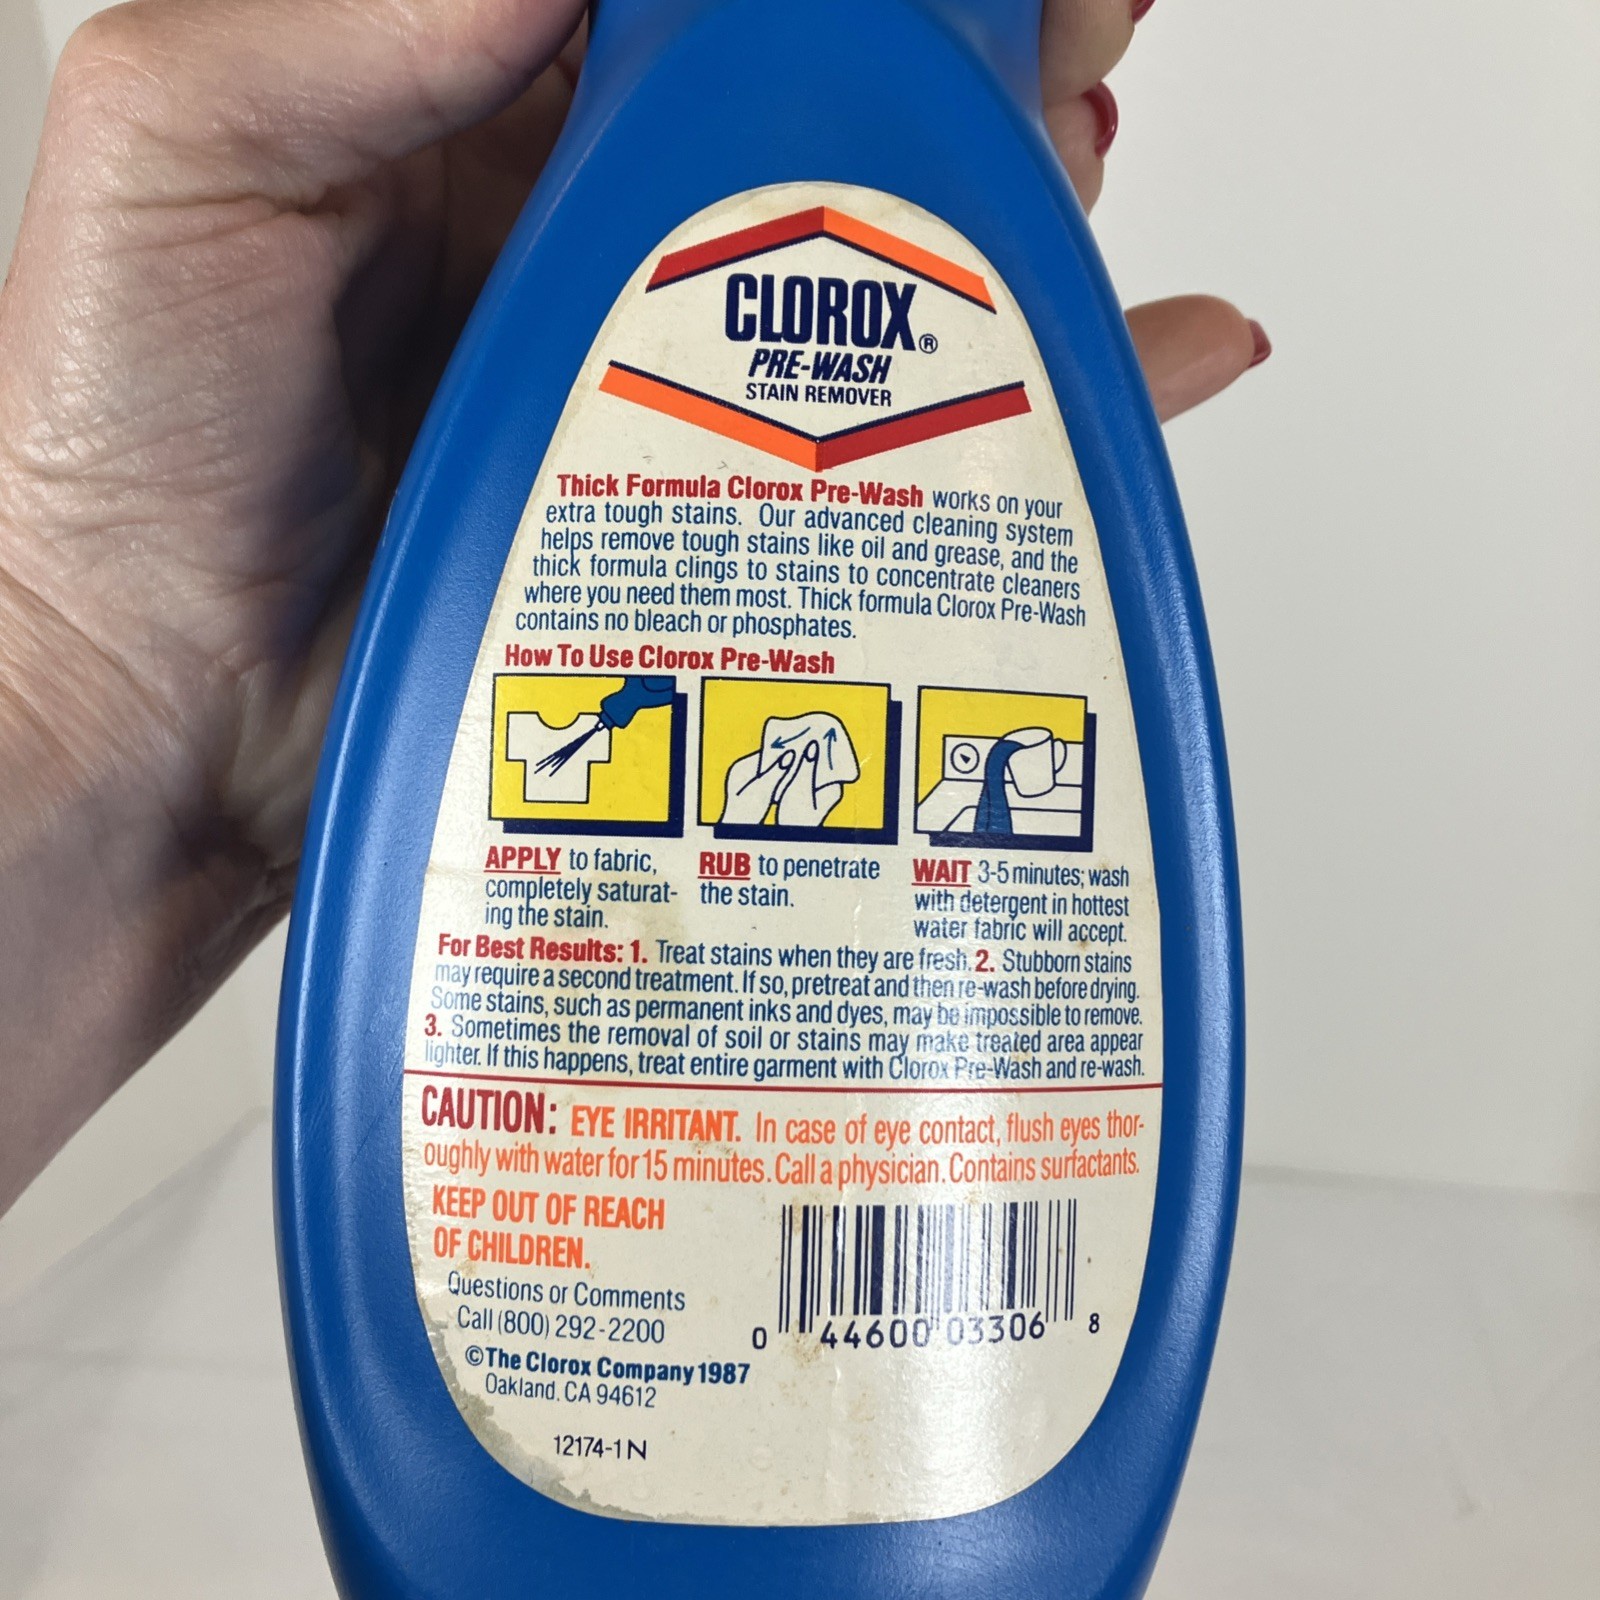 CLOROX®
PRE-WASH
STAIN REMOVER
Thick Formula Clorox Pre-Wash works on your
extra tough stains. Our advanced cleaning system
helps remove tough stains like oil and grease, and the
thick formula clings to stains to concentrate cleaners
where you need them most. Thick formula Clorox Pre-Wash
contains no bleach or phosphates.
How To Use Clorox Pre-Wash
APPLY to fabric,
completely saturat-
ing the stain.
RUB to penetrate
the stain.
WAIT 3-5 minutes; wash
with detergent in hottest
water fabric will accept.
For Best Results: 1. Treat stains when they are fresh. 2. Stubborn stains
may require a second treatment. If so, pretreat and then re-wash before drying.
Some stains, such as permanent inks and dyes, may be impossible to remove.
3. Sometimes the removal of soil or stains may make treated area appear
lighter. If this happens, treat entire garment with Clorox Pre-Wash and re-wash.
CAUTION: EYE IRRITANT. In case of eye contact, flush eyes thor-
oughly with water for 15 minutes. Call a physician. Contains surfactants.
KEEP OUT OF REACH
OF CHILDREN.
Questions or Comments
Call (800) 292-2200
©The Clorox Company 1987
Oakland, CA 94612
12174-1 N
0 44600 03306 8